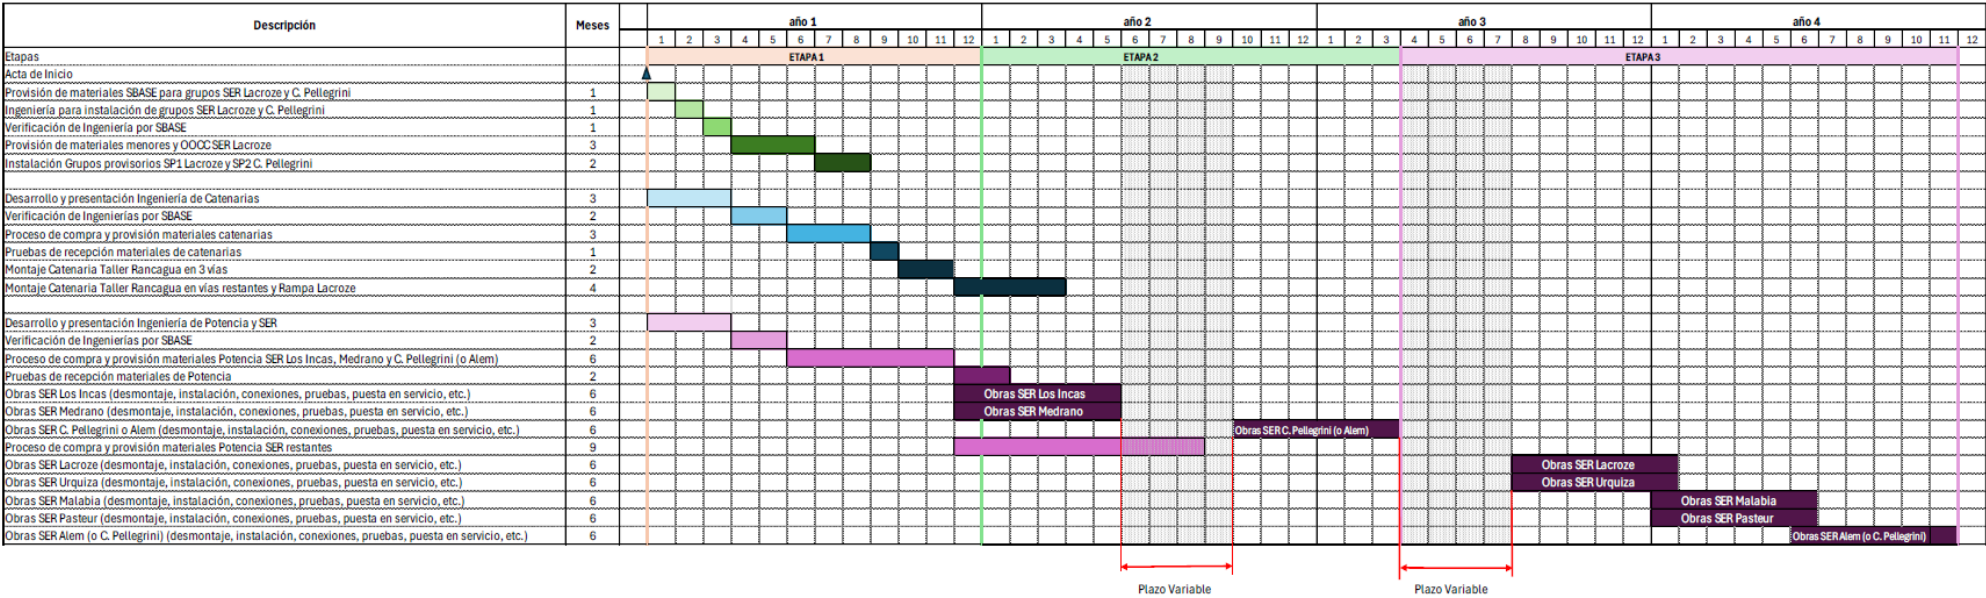 Descripción Meses año 1 año 2 año 3 año 4
1 2 3 4 5 6 7 8 9 10 11 12 1 2 3 4 5 6 7 8 9 10 11 12 1 2 3 4 5 6 7 8 9 10 11 12 1 2 3 4 5 6 7 8 9 10 11 12
Etapas ETAPA 1 ETAPA 2 ETAPA 3
Acta de Inicio
Provisión de materiales SBASE para grupos SER Lacroze y C. Pellegrini 1
Ingeniería para instalación de grupos SER Lacroze y C. Pellegrini 1
Verificación de Ingeniería por SBASE 1
Provisión de materiales menores y OOCC SER Lacroze 3
Instalación Grupos provisorios SP1 Lacroze y SP2 C. Pellegrini 2
Desarrollo y presentación Ingeniería de Catenarias 3
Verificación de Ingenierías por SBASE 2
Proceso de compra y provisión materiales catenarias 3
Pruebas de recepción materiales de catenarias 1
Montaje Catenaria Taller Rancagua en 3 vías 2
Montaje Catenaria Taller Rancagua en vías restantes y Rampa Lacroze 4
Desarrollo y presentación Ingeniería de Potencia y SER 3
Verificación de Ingenierías por SBASE 2
Proceso de compra y provisión materiales Potencia SER Los Incas, Medrano y C. Pellegrini (o Alem) 6
Pruebas de recepción materiales de Potencia 2
Obras SER Los Incas (desmontaje, instalación, conexiones, pruebas, puesta en servicio, etc.) 6 Obras SER Los Incas
Obras SER Medrano (desmontaje, instalación, conexiones, pruebas, puesta en servicio, etc.) 6 Obras SER Medrano
Obras SER C. Pellegrini o Alem (desmontaje, instalación, conexiones, pruebas, puesta en servicio, etc.) 6 Obras SER C. Pellegrini (o Alem)
Proceso de compra y provisión materiales Potencia SER restantes 9
Obras SER Lacroze (desmontaje, instalación, conexiones, pruebas, puesta en servicio, etc.) 6 Obras SER Lacroze
Obras SER Urquiza (desmontaje, instalación, conexiones, pruebas, puesta en servicio, etc.) 6 Obras SER Urquiza
Obras SER Malabia (desmontaje, instalación, conexiones, pruebas, puesta en servicio, etc.) 6 Obras SER Malabia
Obras SER Pasteur (desmontaje, instalación, conexiones, pruebas, puesta en servicio, etc.) 6 Obras SER Pasteur
Obras SER Alem (o C. Pellegrini) (desmontaje, instalación, conexiones, pruebas, puesta en servicio, etc.) 6 Obras SER Alem (o C. Pellegrini)
Plazo Variable Plazo Variable